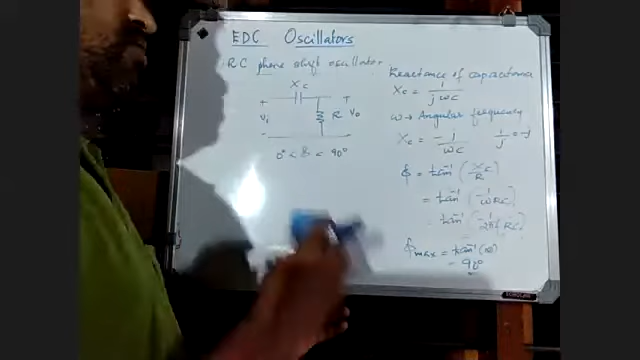 EDC Oscillators
RC phase shift oscillator
Xc
+ +
Vi R Vo
- -
0° < ϕ < 90°
Reactance of capacitance
Xc = 1/jωc
ω → Angular frequency
Xc = -j/ωc 1/j = -j
ϕ = tan⁻¹ (Xc/R)
= tan⁻¹ (-1/ωRC)
= tan⁻¹ (-1/2πf RC)
ϕmax = tan⁻¹ (∞)
= 90°
SCHOLAR